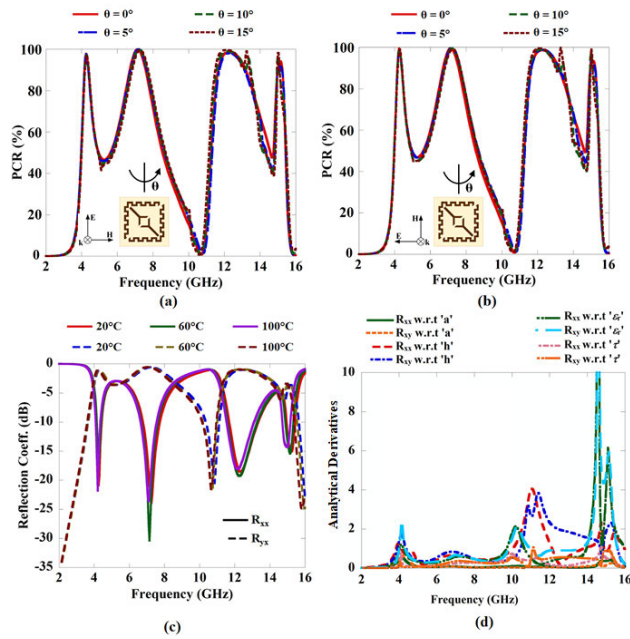 θ = 0° θ = 10° θ = 0° θ = 10°
θ = 5° θ = 15° θ = 5° θ = 15°
PCR (%)
100
80
60
40
20
0
θ
E
H
k
2 4 6 8 10 12 14 16
Frequency (GHz)
(a)
PCR (%)
100
80
60
40
20
0
θ
H
E
k
2 4 6 8 10 12 14 16
Frequency (GHz)
(b)
20°C 60°C 100°C
20°C 60°C 100°C
Reflection Coeff. (dB)
0
-5
-10
-15
-20
-25
-30
-35
Rxx
Ryx
2 4 6 8 10 12 14 16
Frequency (GHz)
(c)
Rxx w.r.t 'a' Rxx w.r.t 'εr'
Rxy w.r.t 'a' Rxy w.r.t 'εr'
Rxx w.r.t 'h' Rxx w.r.t 'τ'
Rxy w.r.t 'h' Rxy w.r.t 'τ'
Analytical Derivatives
10
8
6
4
2
0
2 4 6 8 10 12 14 16
Frequency (GHz)
(d)